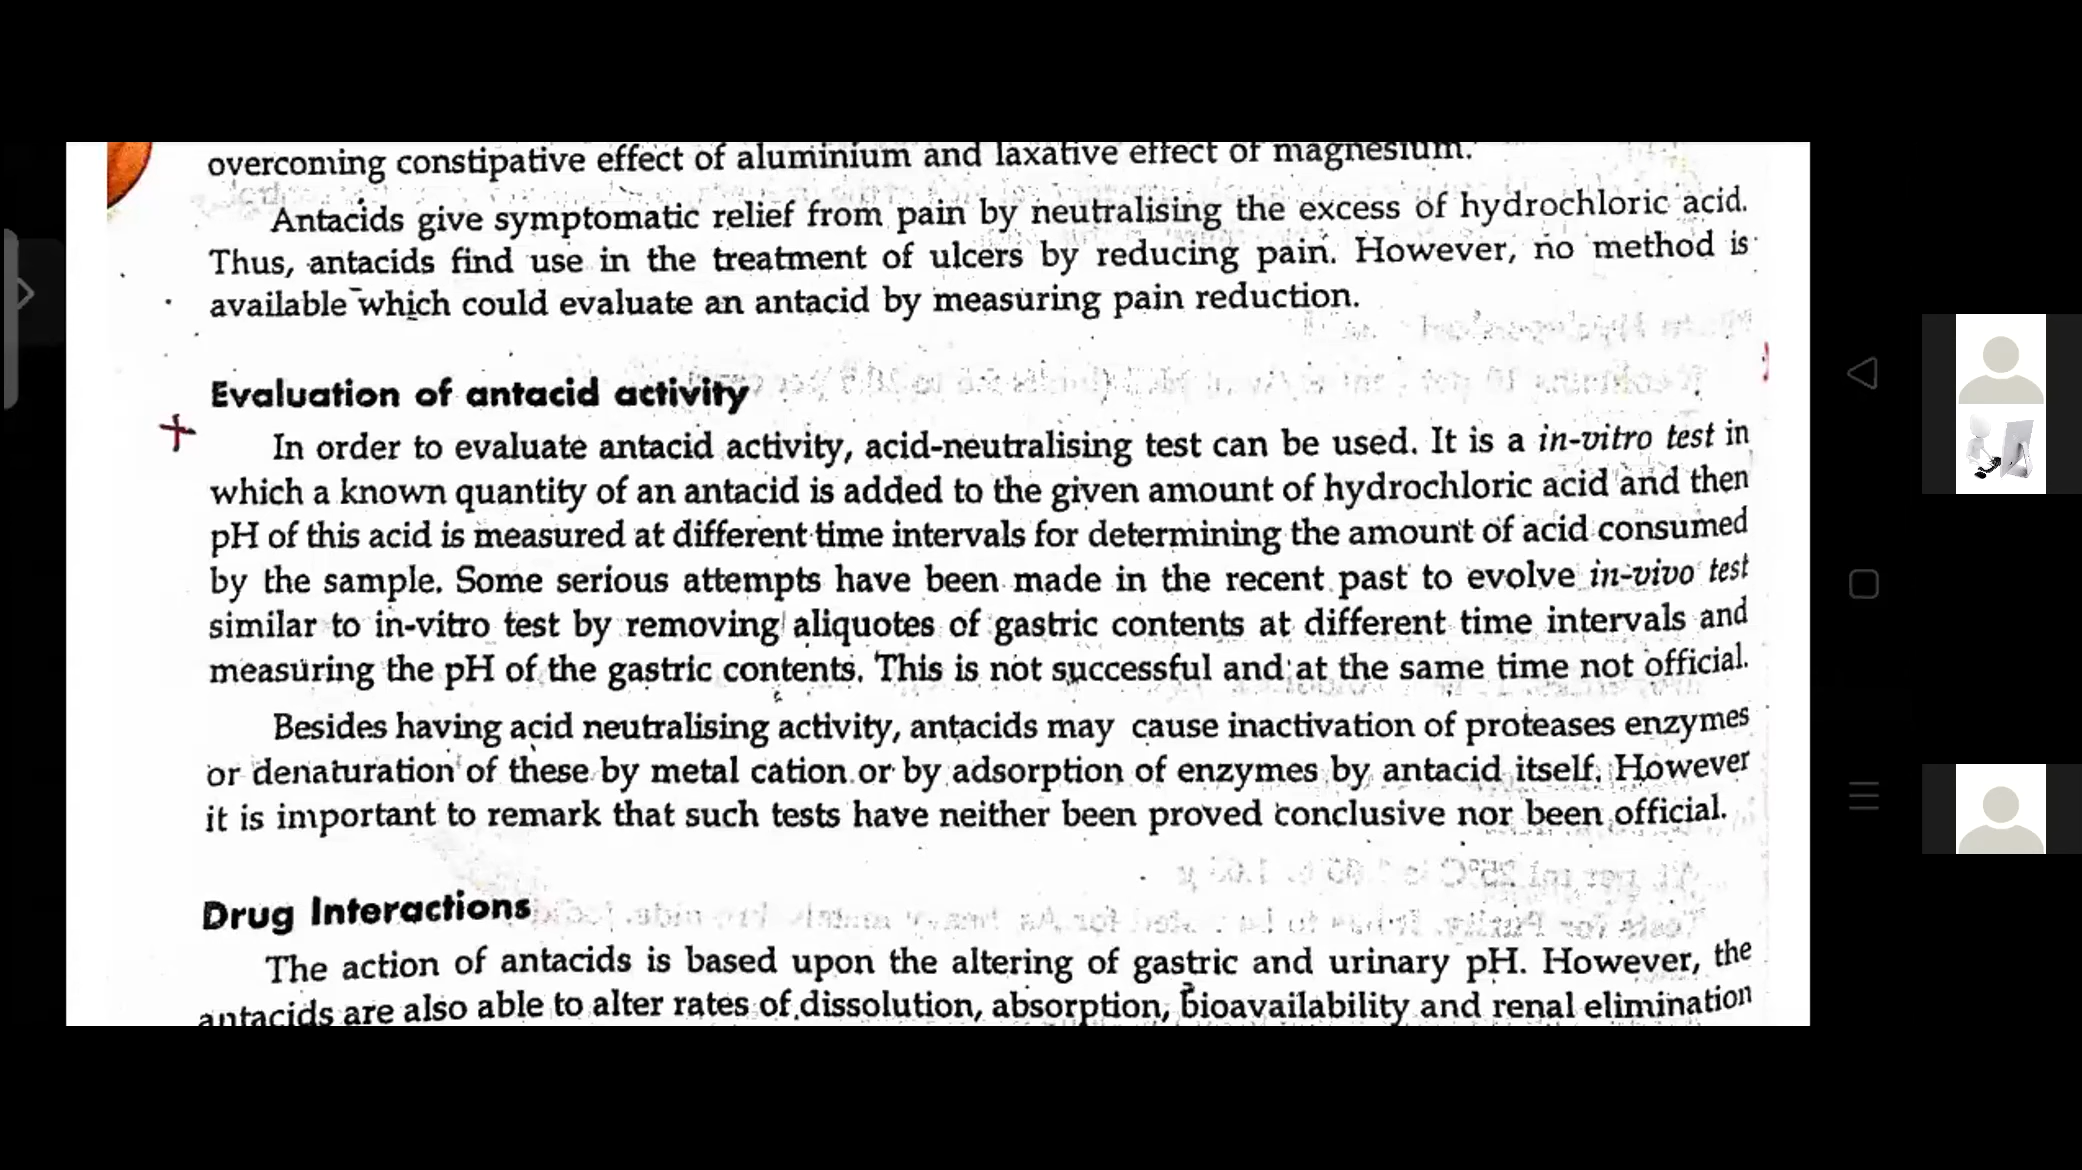 overcoming constipative effect of aluminium and laxative effect of magnesium.
Antacids give symptomatic relief from pain by neutralising the excess of hydrochloric acid.
Thus, antacids find use in the treatment of ulcers by reducing pain. However, no method is
available which could evaluate an antacid by measuring pain reduction.
Evaluation of antacid activity
In order to evaluate antacid activity, acid-neutralising test can be used. It is a in-vitro test in
which a known quantity of an antacid is added to the given amount of hydrochloric acid and then
pH of this acid is measured at different time intervals for determining the amount of acid consumed
by the sample. Some serious attempts have been made in the recent past to evolve in-vivo test
similar to in-vitro test by removing aliquotes of gastric contents at different time intervals and
measuring the pH of the gastric contents. This is not successful and at the same time not official.
Besides having acid neutralising activity, antacids may cause inactivation of proteases enzymes
or denaturation of these by metal cation or by adsorption of enzymes by antacid itself. However
it is important to remark that such tests have neither been proved conclusive nor been official.
Drug Interactions
The action of antacids is based upon the altering of gastric and urinary pH. However, the
antacids are also able to alter rates of dissolution, absorption, bioavailability and renal elimination